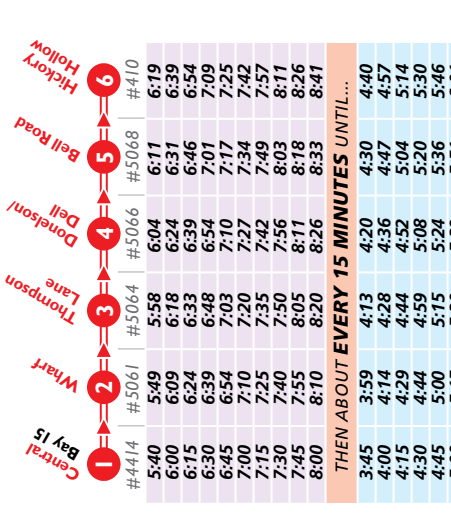 Central Bay 15 Wharf Thompson Lane Donelson/ Dell Bell Road Hickory Hollow
1 2 3 4 5 6
#4414 #5061 #5064 #5066 #5068 #410
5:40 5:49 5:58 6:04 6:11 6:19
6:00 6:09 6:18 6:24 6:31 6:39
6:15 6:24 6:33 6:39 6:46 6:54
6:30 6:39 6:48 6:54 7:01 7:09
6:45 6:54 7:03 7:10 7:17 7:25
7:00 7:10 7:20 7:27 7:34 7:42
7:15 7:25 7:35 7:42 7:49 7:57
7:30 7:40 7:50 7:56 8:03 8:11
7:45 7:55 8:05 8:11 8:18 8:26
8:00 8:10 8:20 8:26 8:33 8:41
THEN ABOUT EVERY 15 MINUTES UNTIL...
3:45 3:59 4:13 4:20 4:30 4:40
4:00 4:14 4:28 4:36 4:47 4:57
4:15 4:29 4:44 4:52 5:04 5:14
4:30 4:44 4:59 5:08 5:20 5:30
4:45 5:00 5:15 5:24 5:36 5:46